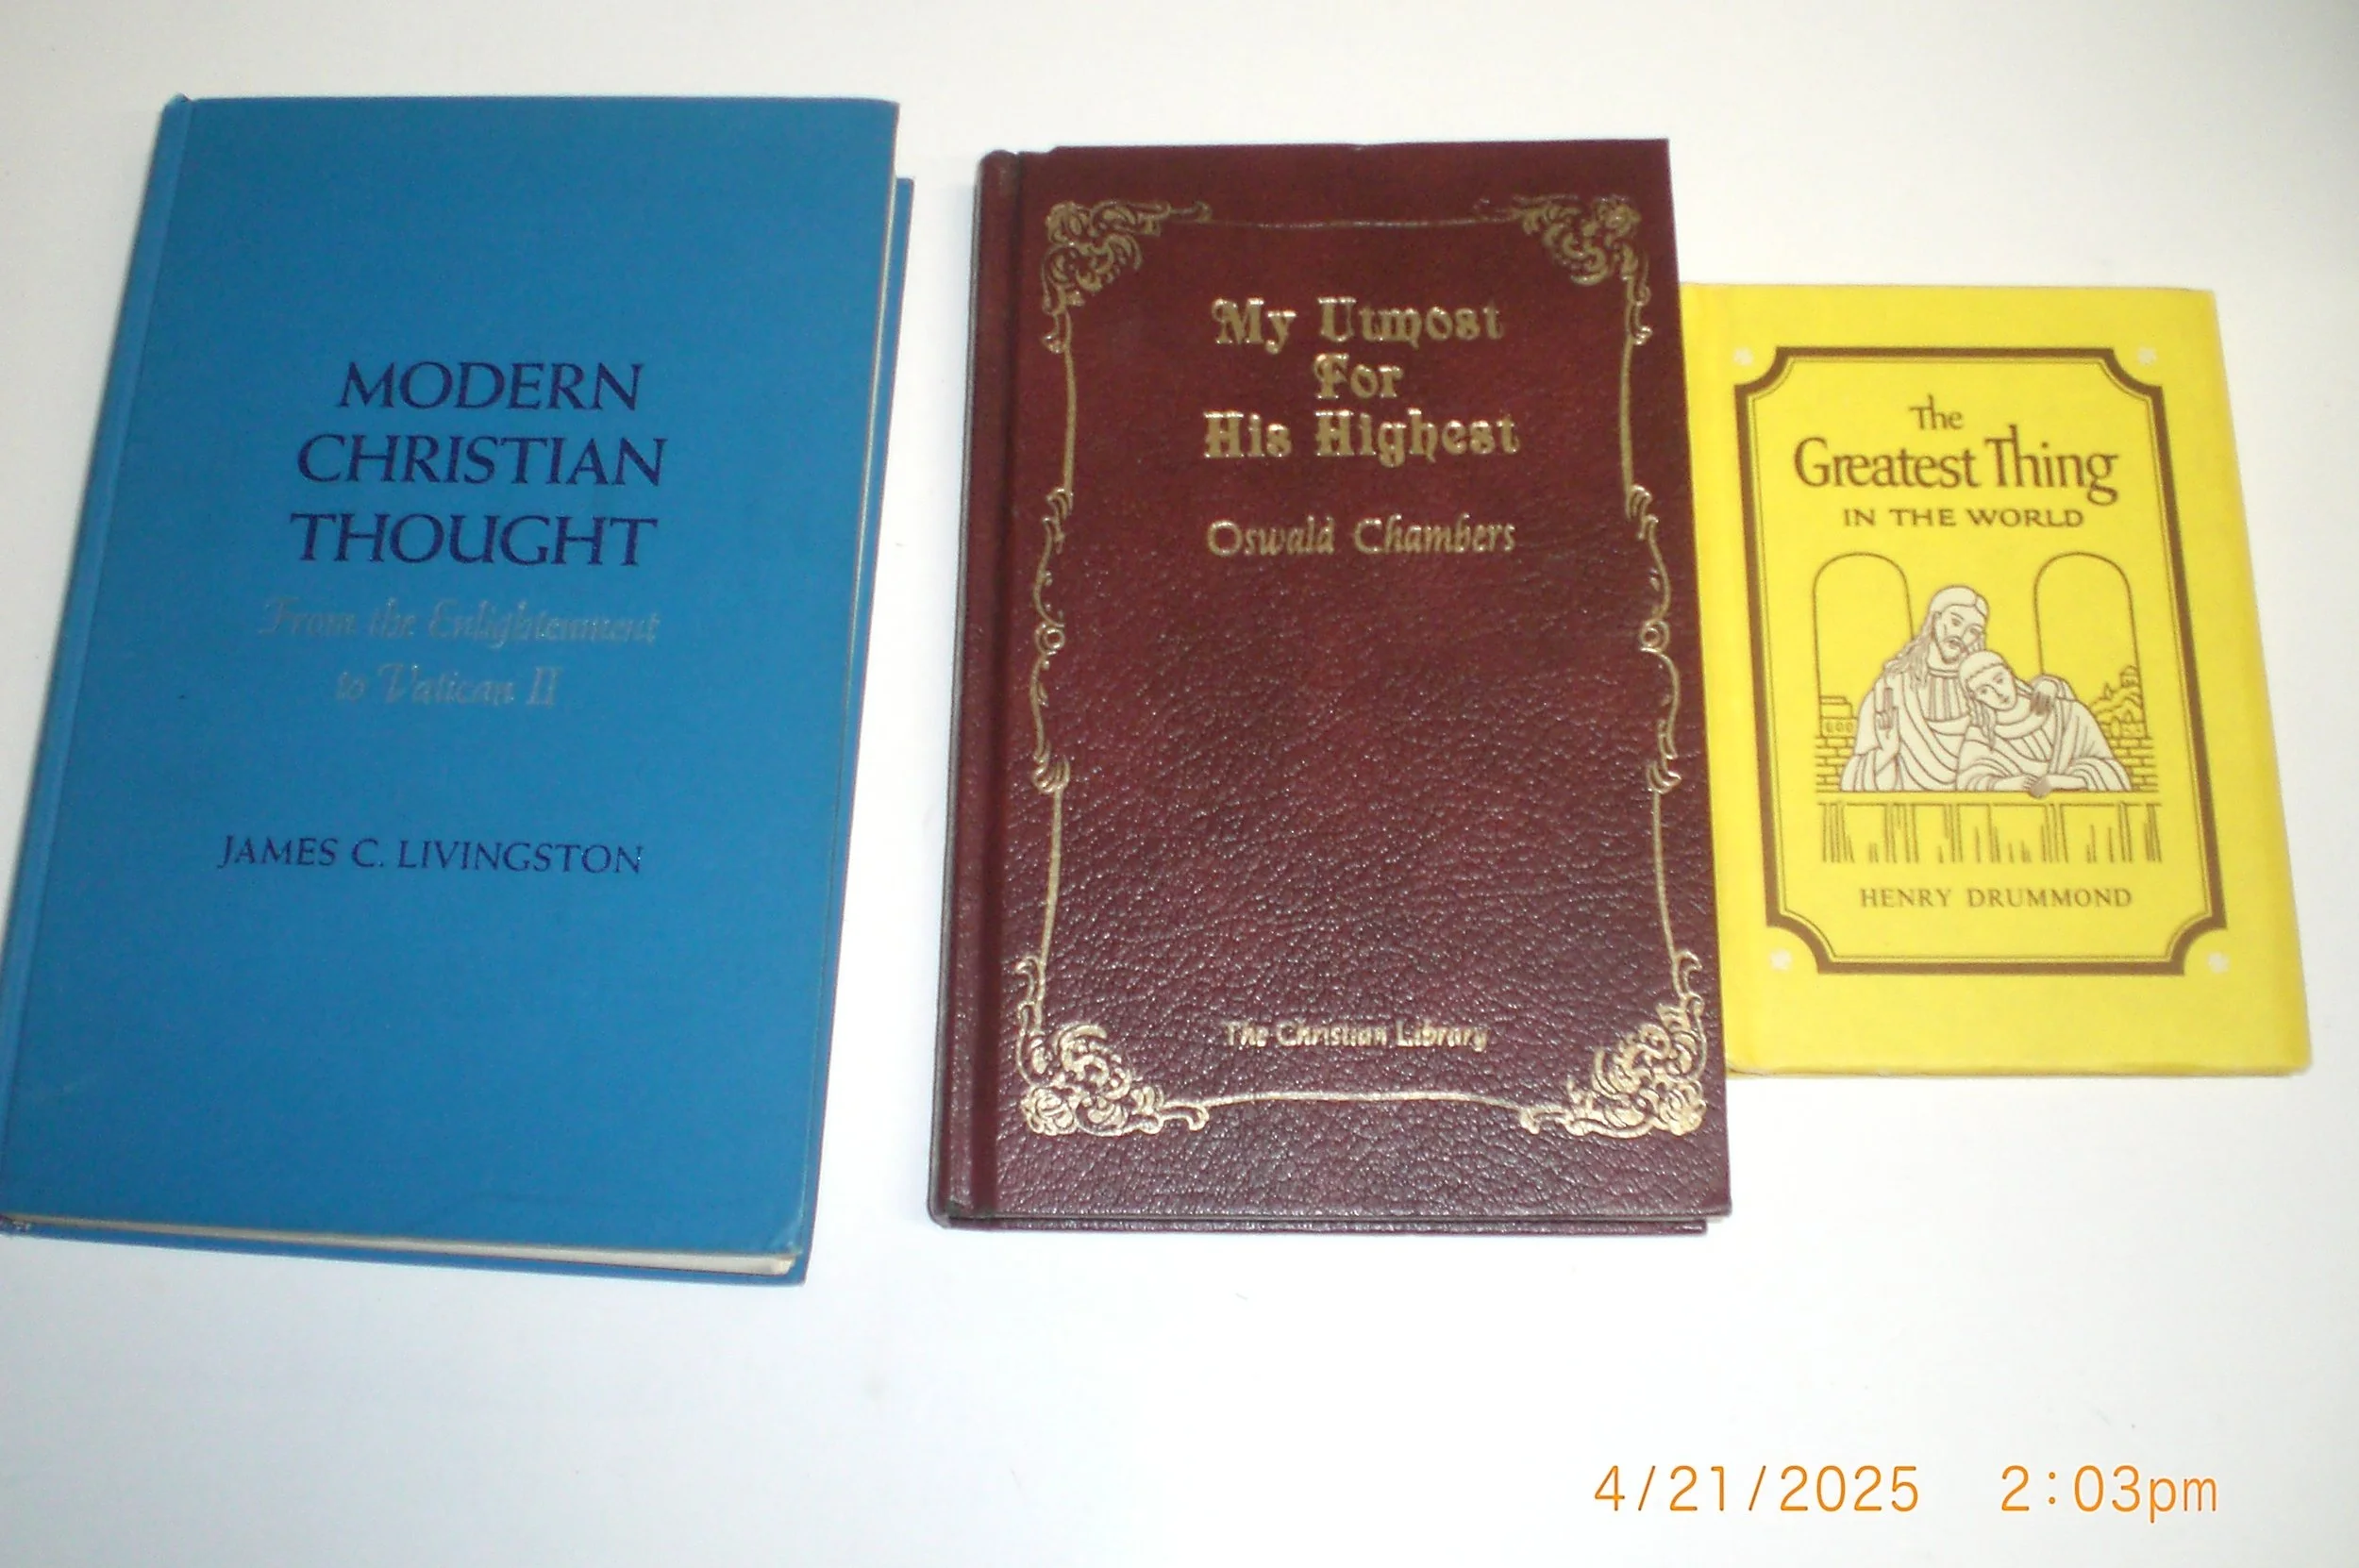 MODERN
CHRISTIAN
THOUGHT
From the Enlightenment
to Vatican II
JAMES C. LIVINGSTON
My Utmost
For
His Highest
Oswald Chambers
The Christian Library
The
Greatest Thing
IN THE WORLD
HENRY DRUMMOND
4/21/2025 2:03pm